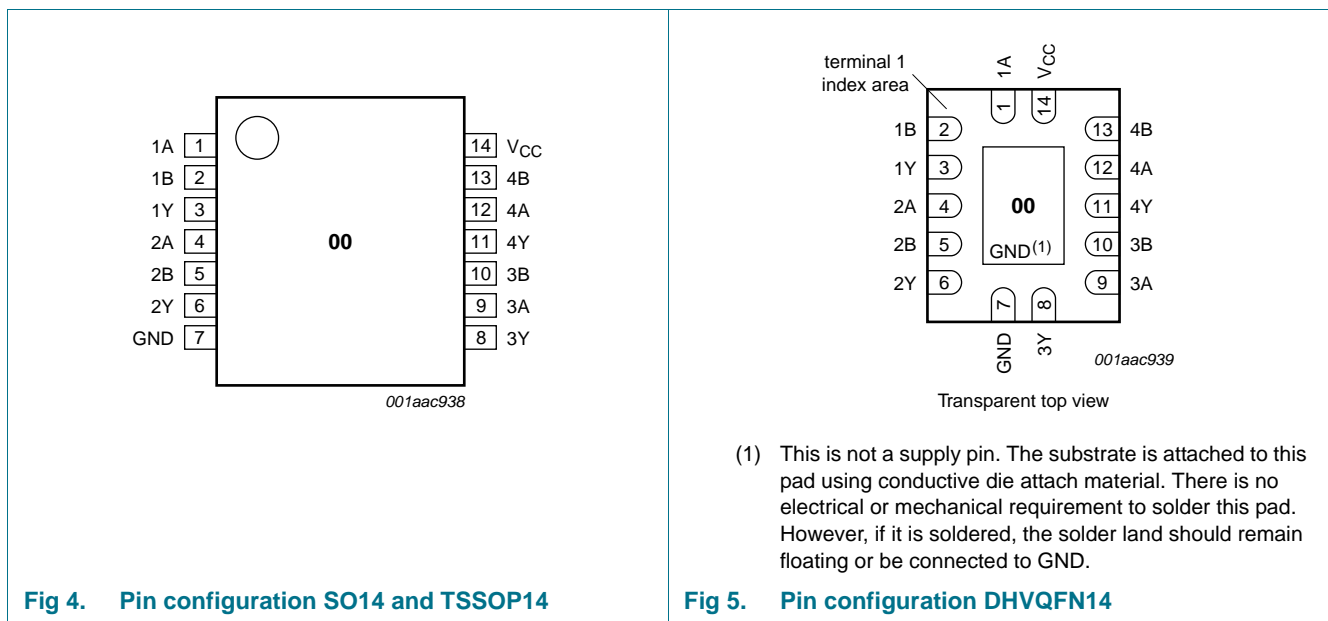 1A 1
1B 2
1Y 3
2A 4
2B 5
2Y 6
GND 7
00
14 VCC
13 4B
12 4A
11 4Y
10 3B
9 3A
8 3Y
001aac938
Fig 4. Pin configuration SO14 and TSSOP14
terminal 1
index area
1A
VCC
1
14
1B 2
1Y 3
2A 4
2B 5
2Y 6
00
GND(1)
13 4B
12 4A
11 4Y
10 3B
9 3A
7
8
GND
3Y
001aac939
Transparent top view
(1) This is not a supply pin. The substrate is attached to this
pad using conductive die attach material. There is no
electrical or mechanical requirement to solder this pad.
However, if it is soldered, the solder land should remain
floating or be connected to GND.
Fig 5. Pin configuration DHVQFN14